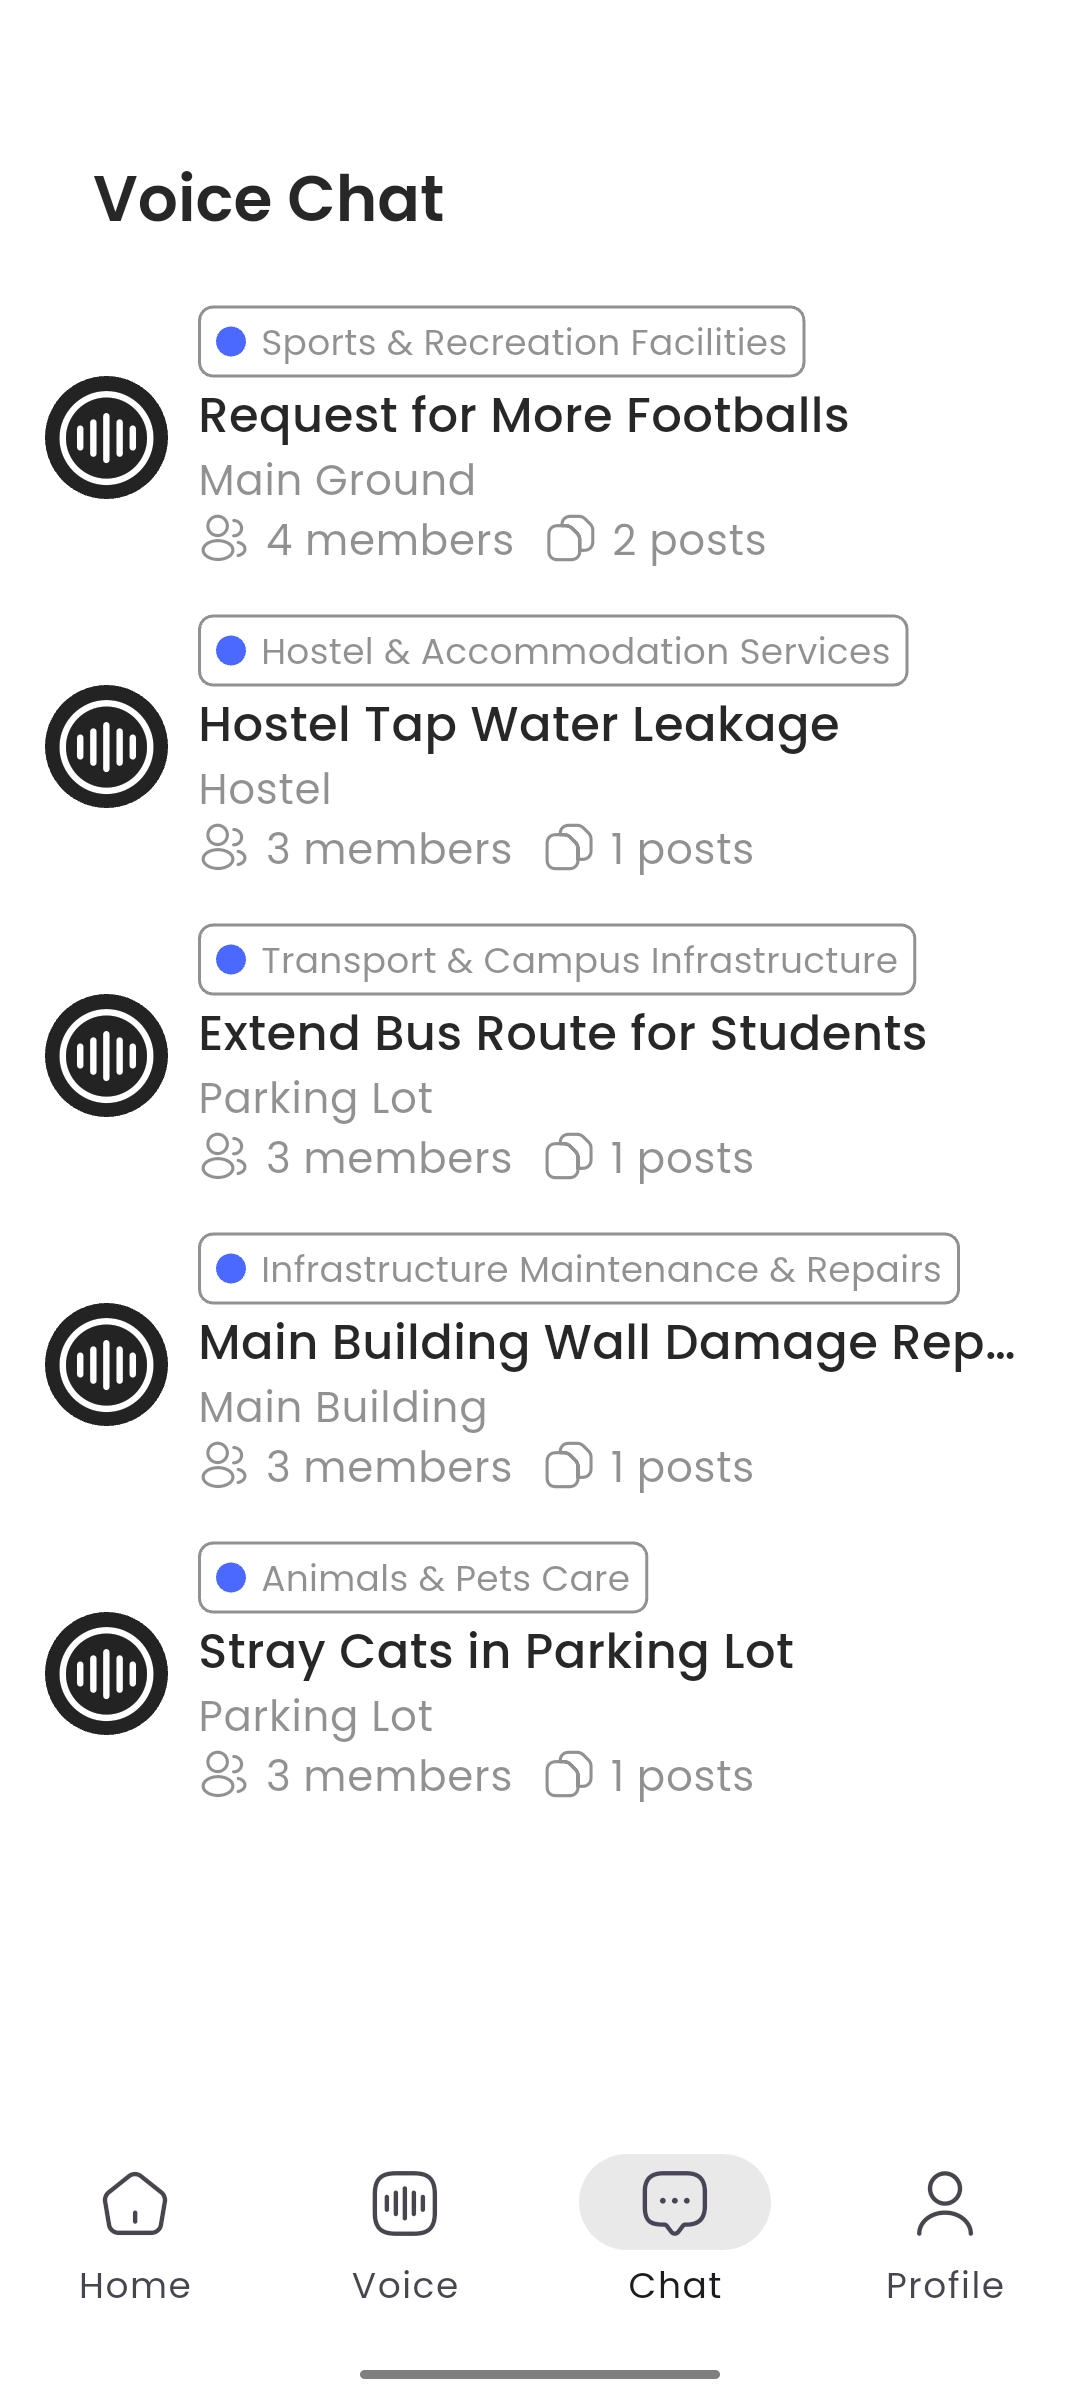 Voice Chat
Sports & Recreation Facilities
Request for More Footballs
Main Ground
4 members 2 posts
Hostel & Accommodation Services
Hostel Tap Water Leakage
Hostel
3 members 1 posts
Transport & Campus Infrastructure
Extend Bus Route for Students
Parking Lot
3 members 1 posts
Infrastructure Maintenance & Repairs
Main Building Wall Damage Rep...
Main Building
3 members 1 posts
Animals & Pets Care
Stray Cats in Parking Lot
Parking Lot
3 members 1 posts
Home Voice Chat Profile